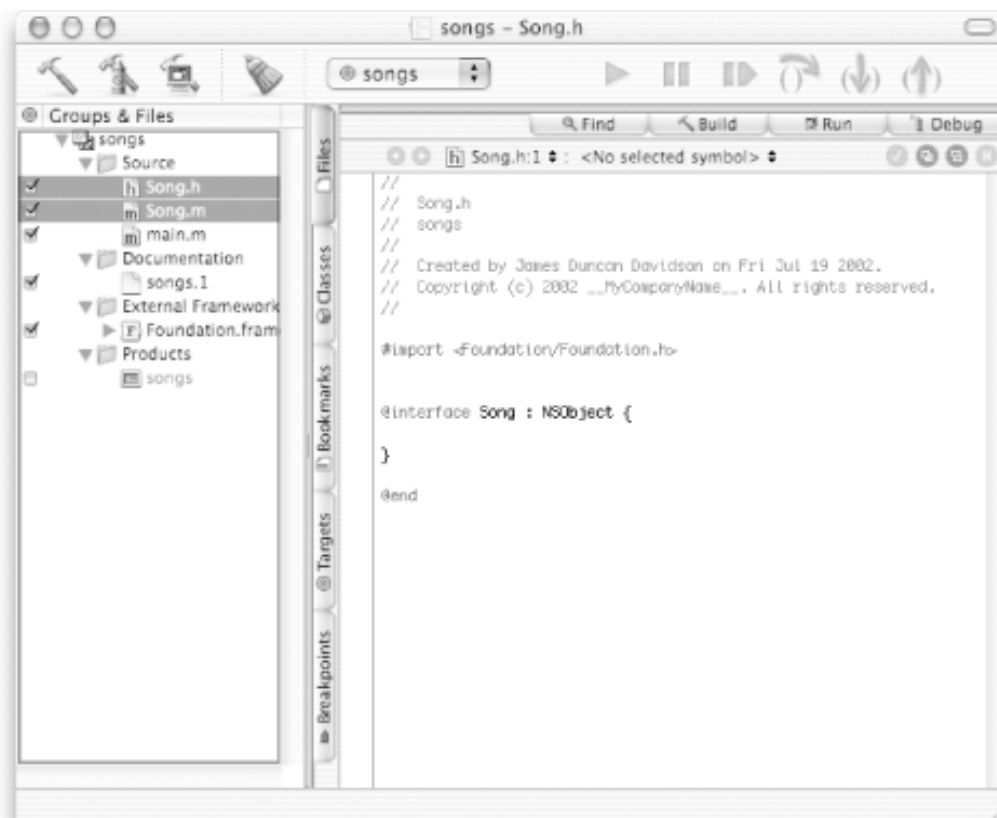 songs – Song.h
songs
Groups & Files
songs
Source
Song.h
Song.m
main.m
Documentation
songs.1
External Framework
Foundation.fram
Products
songs
Files
Classes
Bookmarks
Targets
Breakpoints
Find
Build
Run
Debug
Song.h:1 : <No selected symbol>
//
// Song.h
// songs
//
// Created by James Duncan Davidson on Fri Jul 19 2002.
// Copyright (c) 2002 __MyCompanyName__. All rights reserved.
//
#import <Foundation/Foundation.h>
@interface Song : NSObject {
}
@end